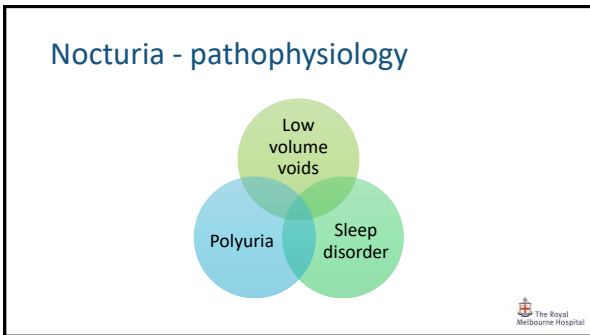 Nocturia - pathophysiology
Low
volume
voids
Polyuria
Sleep
disorder
The Royal
Melbourne Hospital